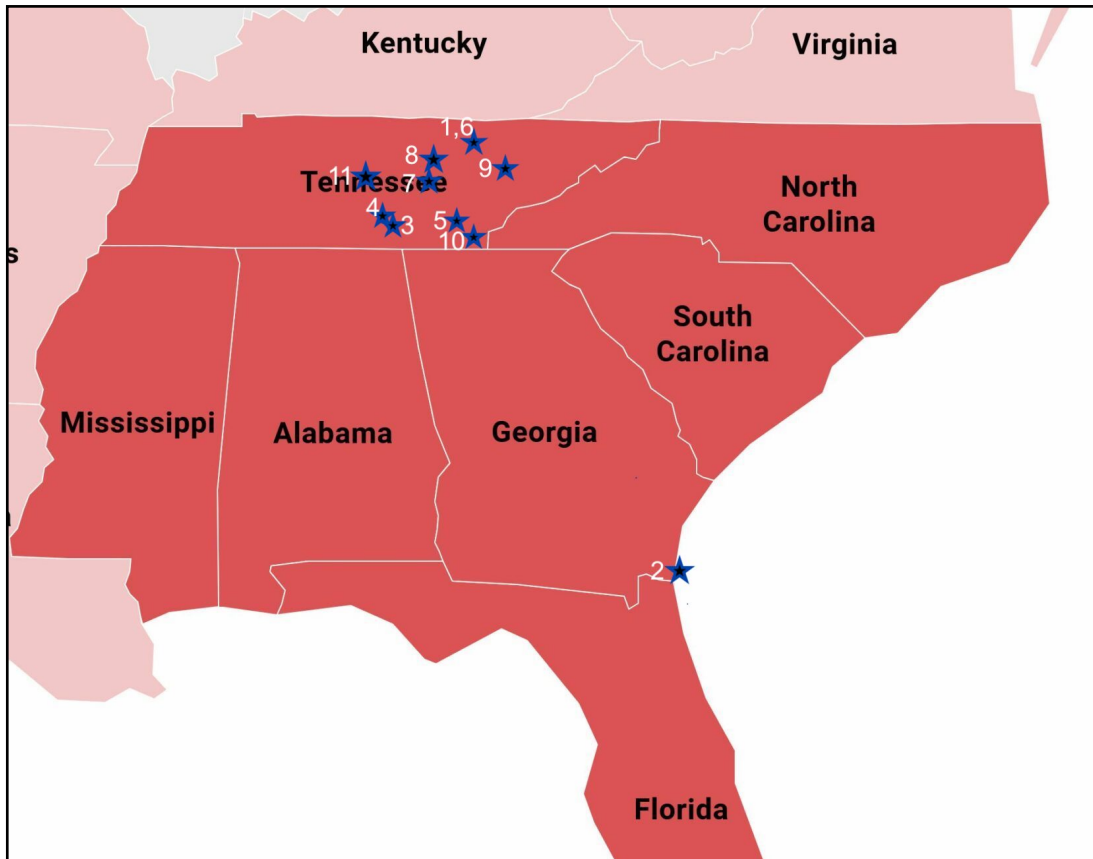 Kentucky
Virginia
1,6
8
9
11
Tennessee
7
4
3
5
10
North
Carolina
s
South
Carolina
Mississippi
Alabama
Georgia
2
Florida